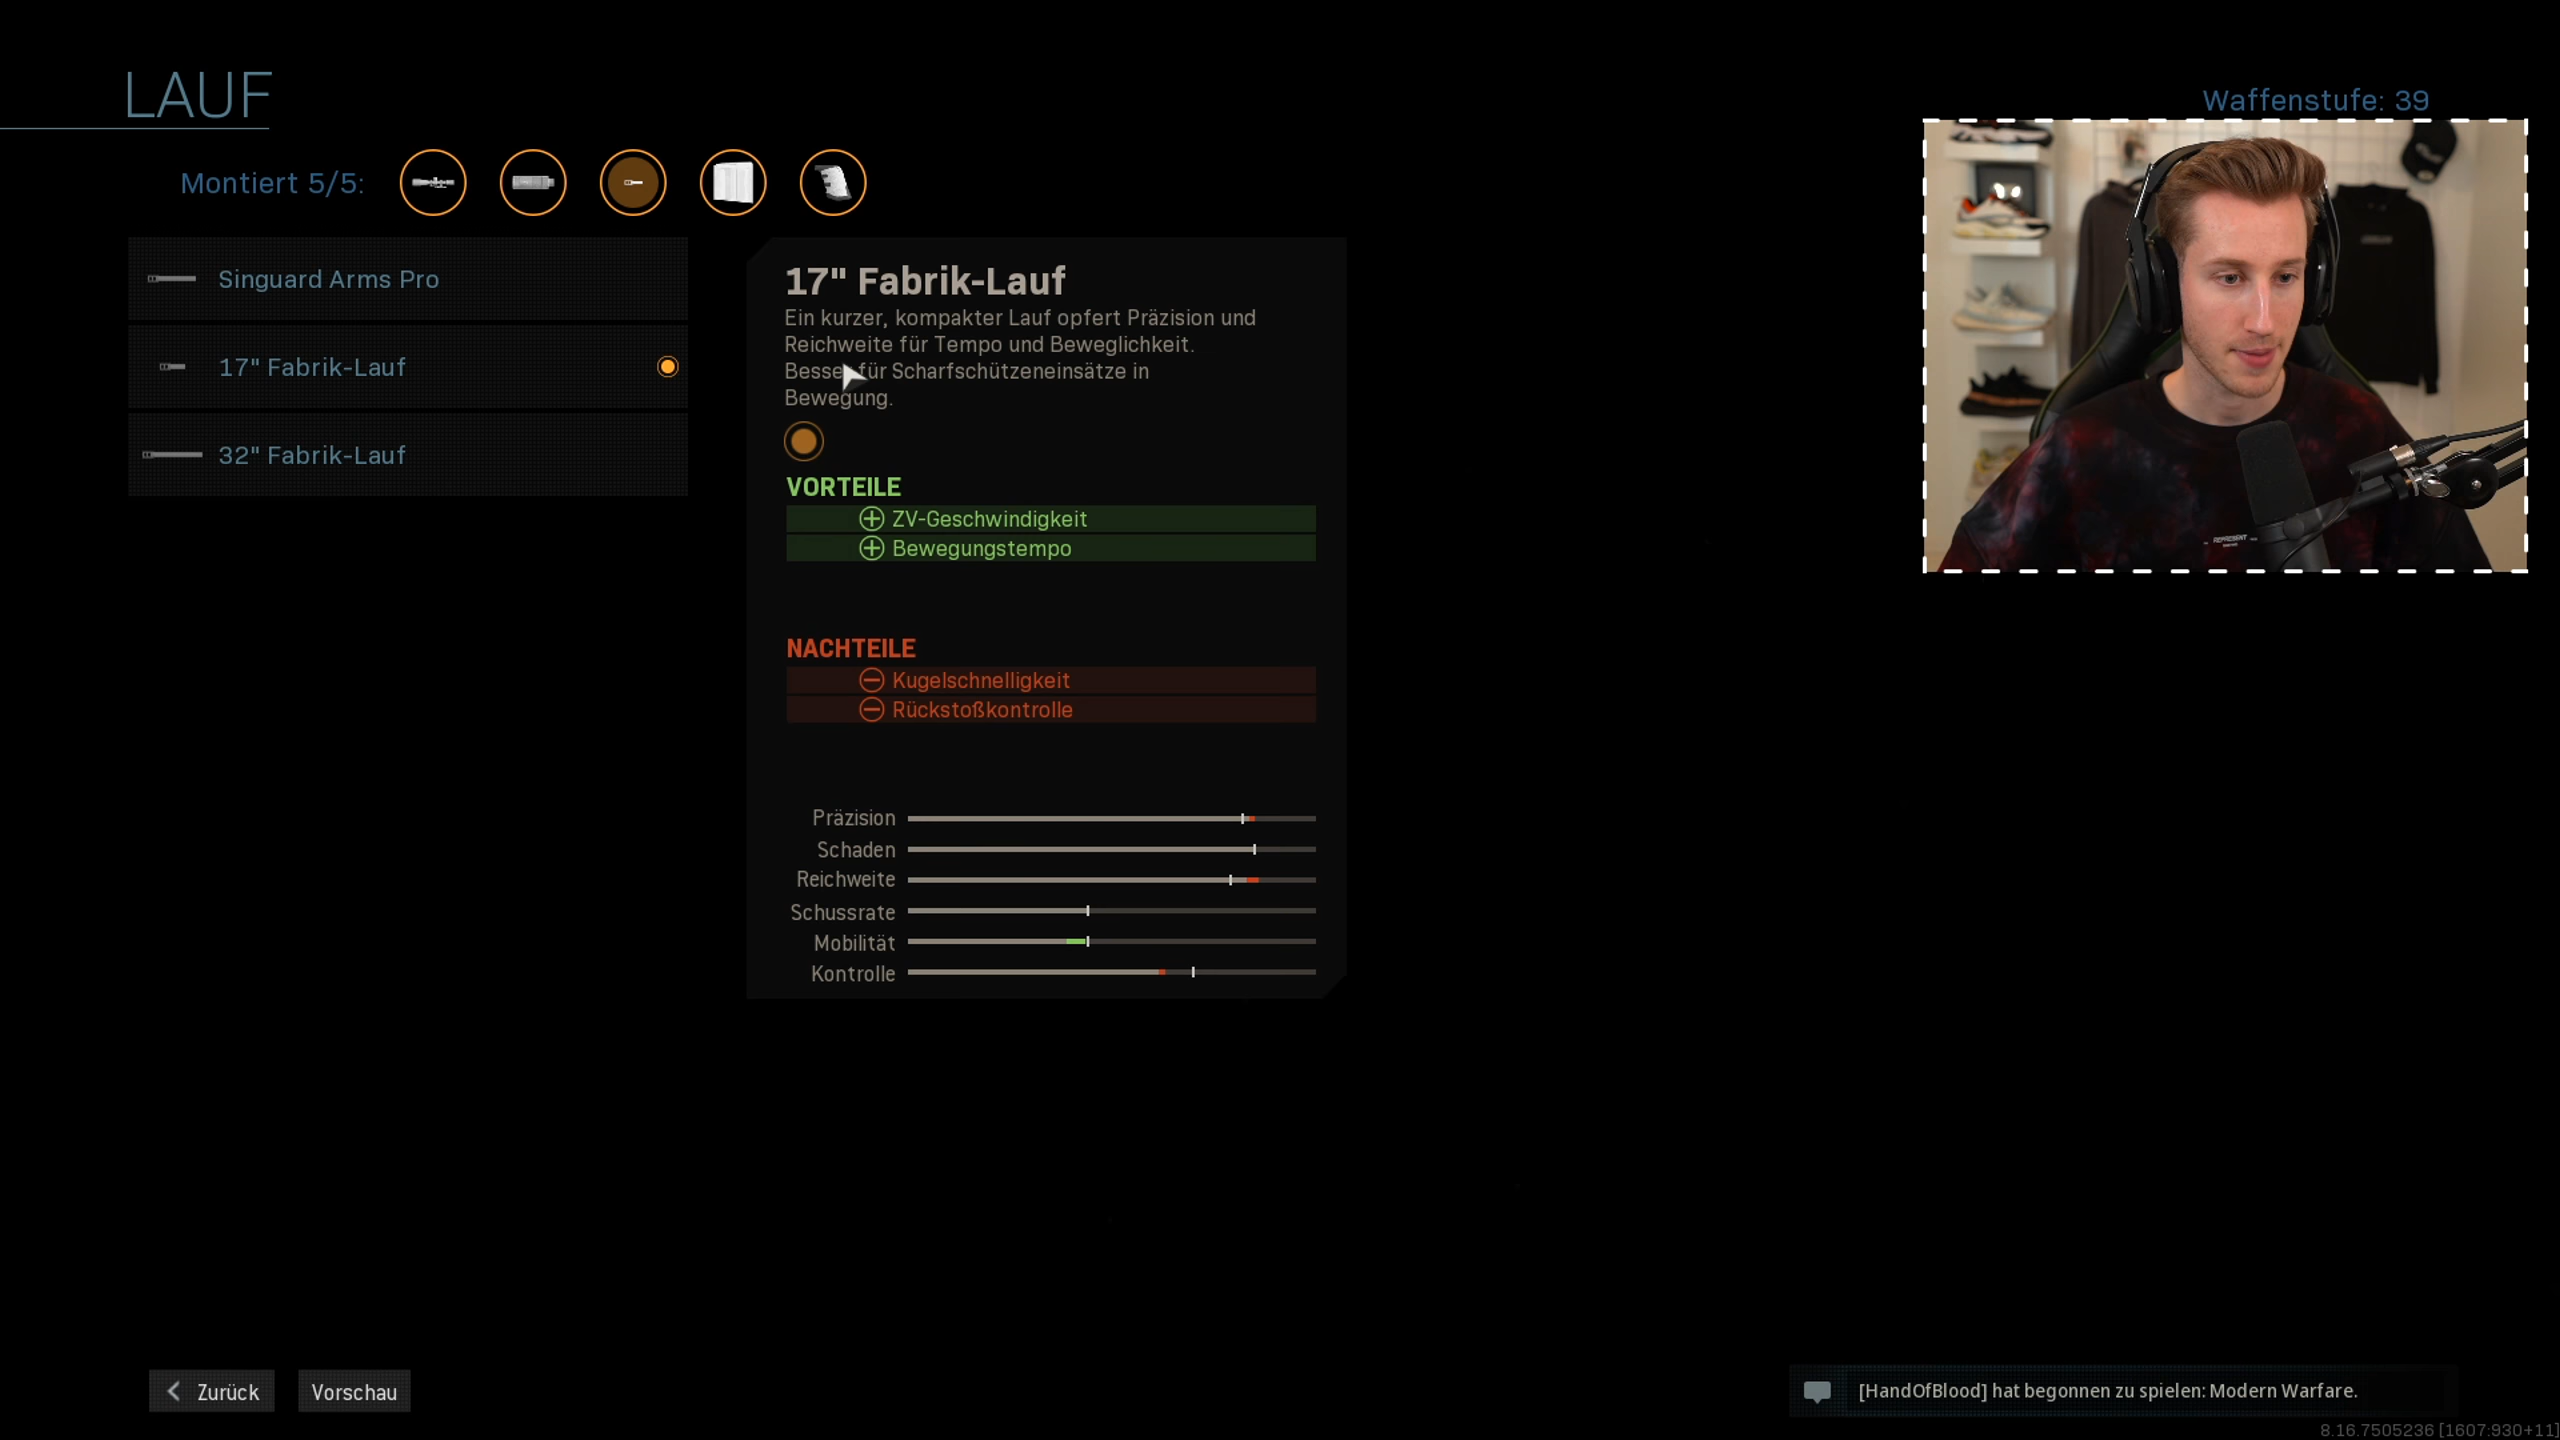 LAUF
Waffenstufe: 39
Montiert 5/5:
Singuard Arms Pro
17" Fabrik-Lauf
32" Fabrik-Lauf
17" Fabrik-Lauf
Ein kurzer, kompakter Lauf opfert Präzision und
Reichweite für Tempo und Beweglichkeit.
Besser für Scharfschützeneinsätze in
Bewegung.
VORTEILE
ZV-Geschwindigkeit
Bewegungstempo
NACHTEILE
Kugelschnelligkeit
Rückstoßkontrolle
Präzision
Schaden
Reichweite
Schussrate
Mobilität
Kontrolle
REPRESENT
Zurück
Vorschau
[HandOfBlood] hat begonnen zu spielen: Modern Warfare.
8.16.7505236 [1607:930+11]